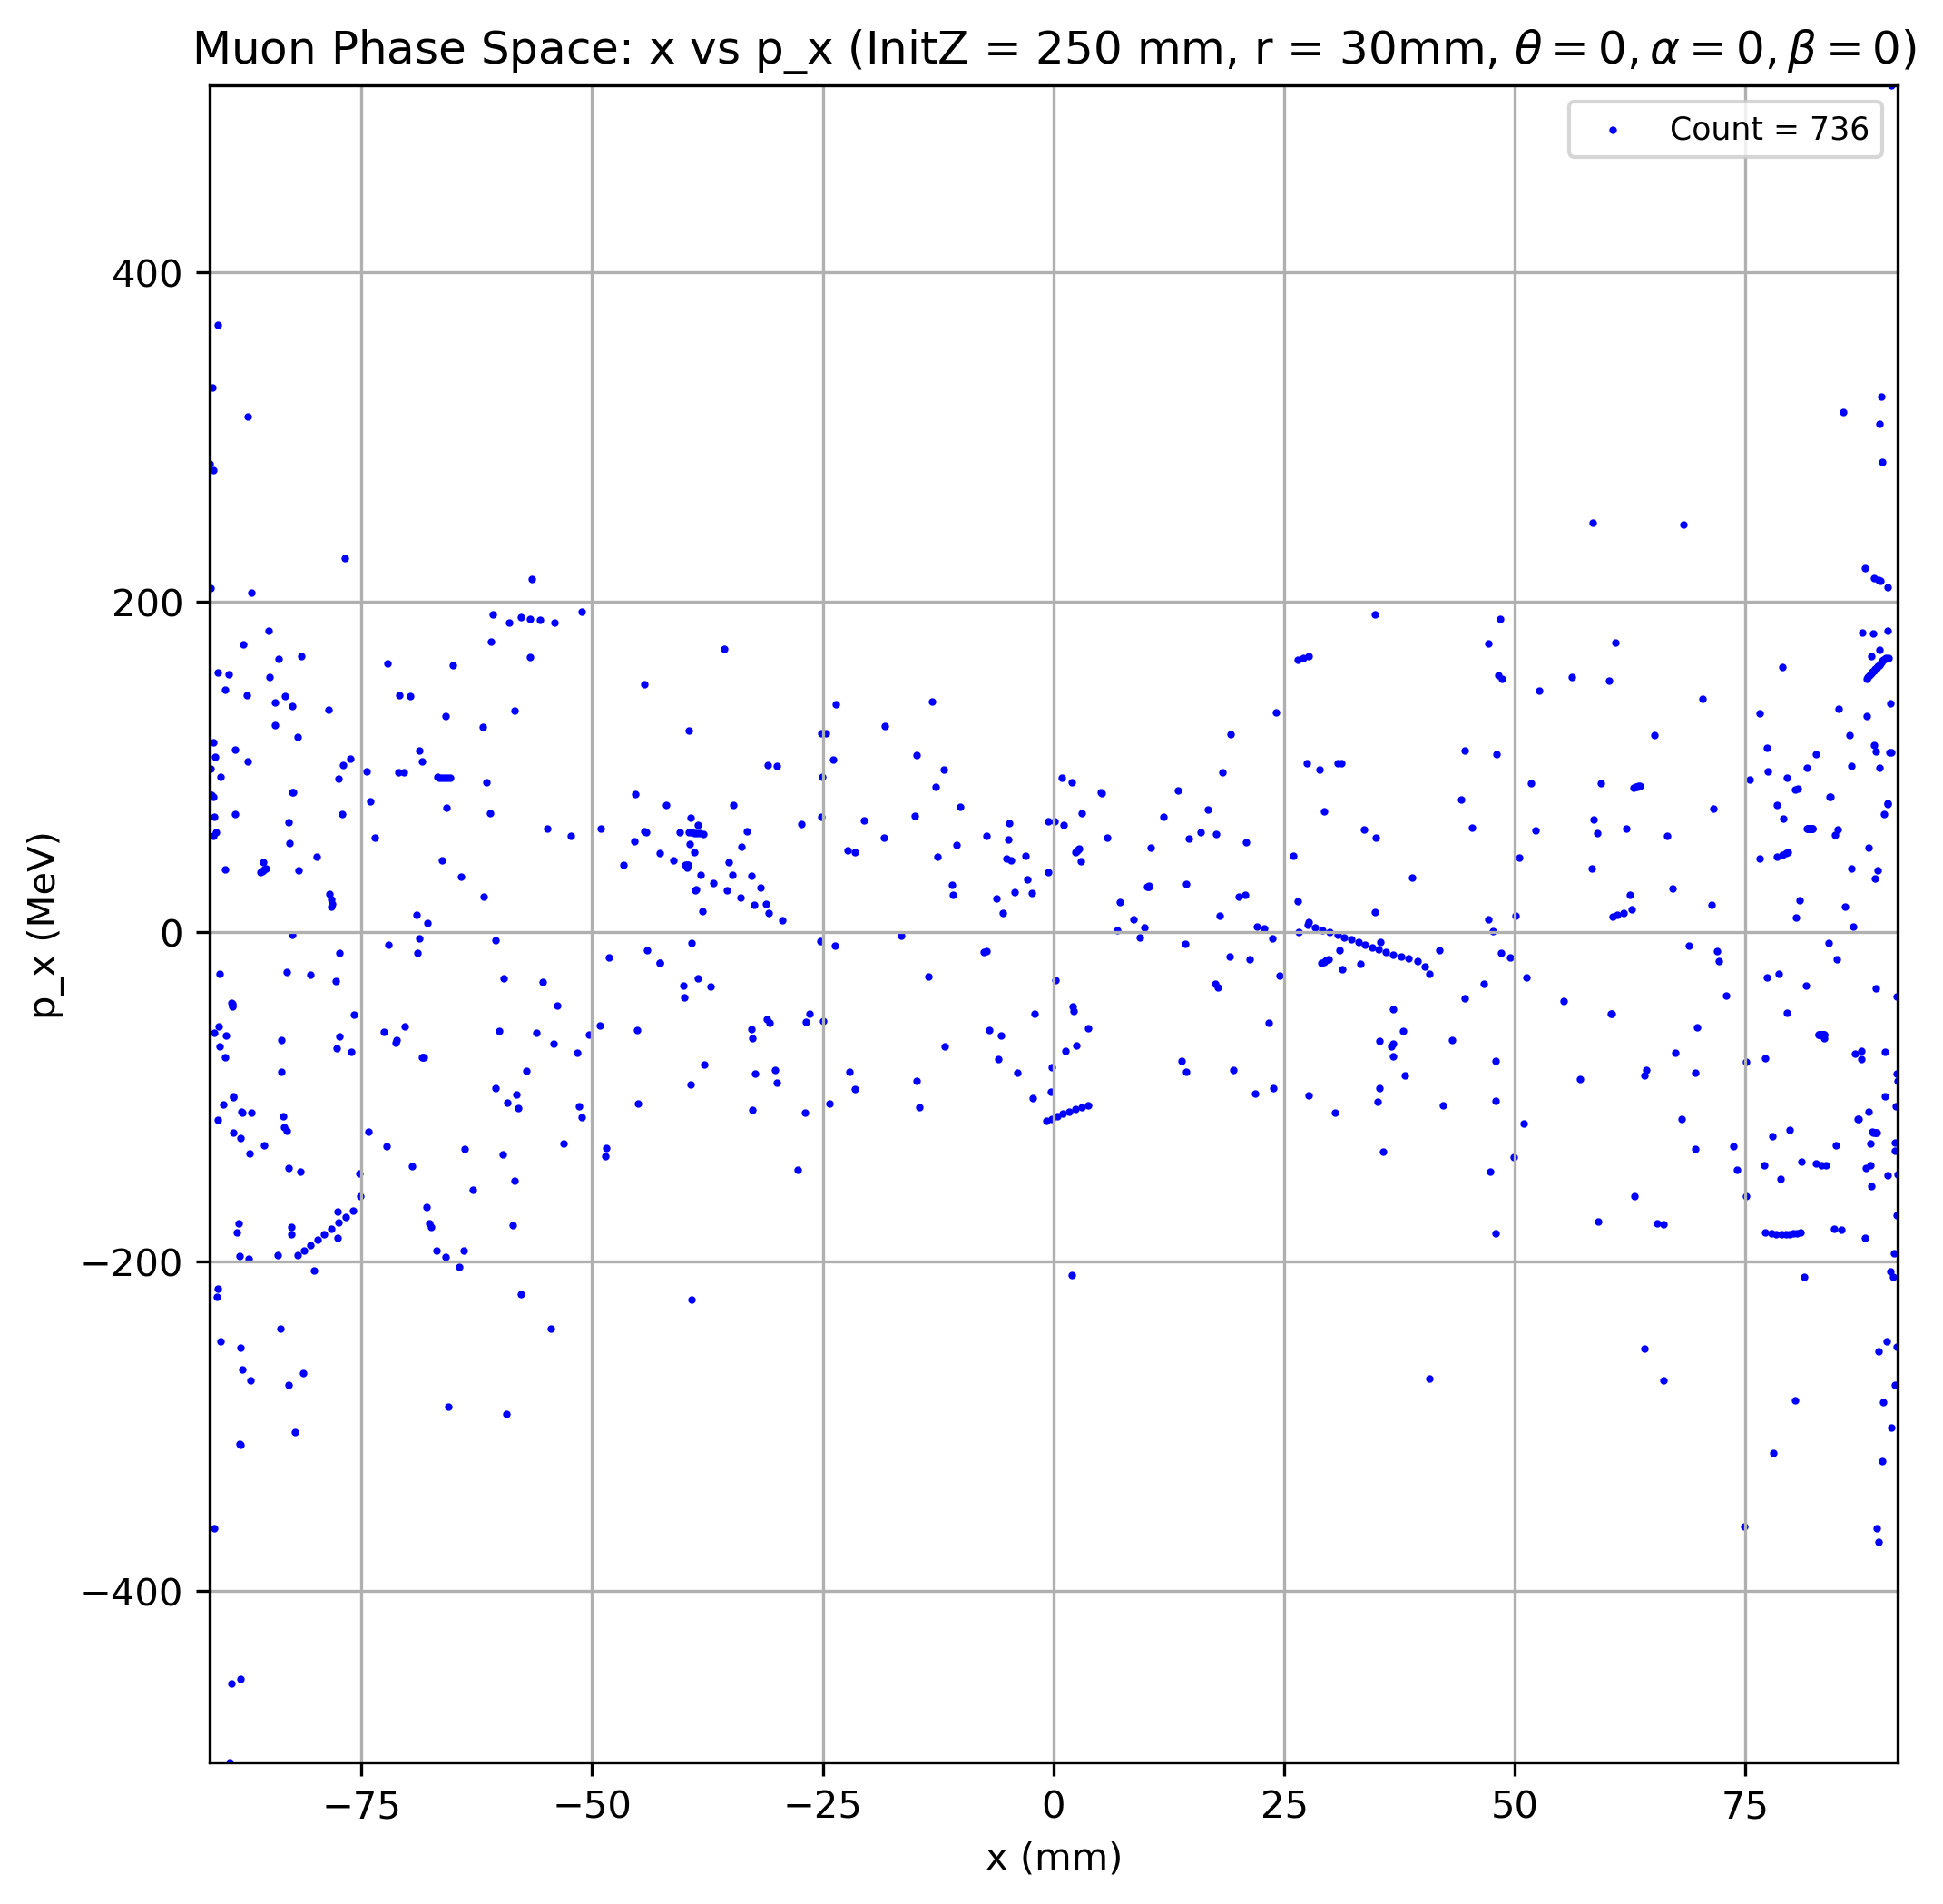 Muon Phase Space: x vs p_x (InitZ = 250 mm, r = 30mm, θ = 0, α = 0, β = 0)
Count = 736
400
200
0
−200
−400
p_x (MeV)
−75 −50 −25 0 25 50 75
x (mm)